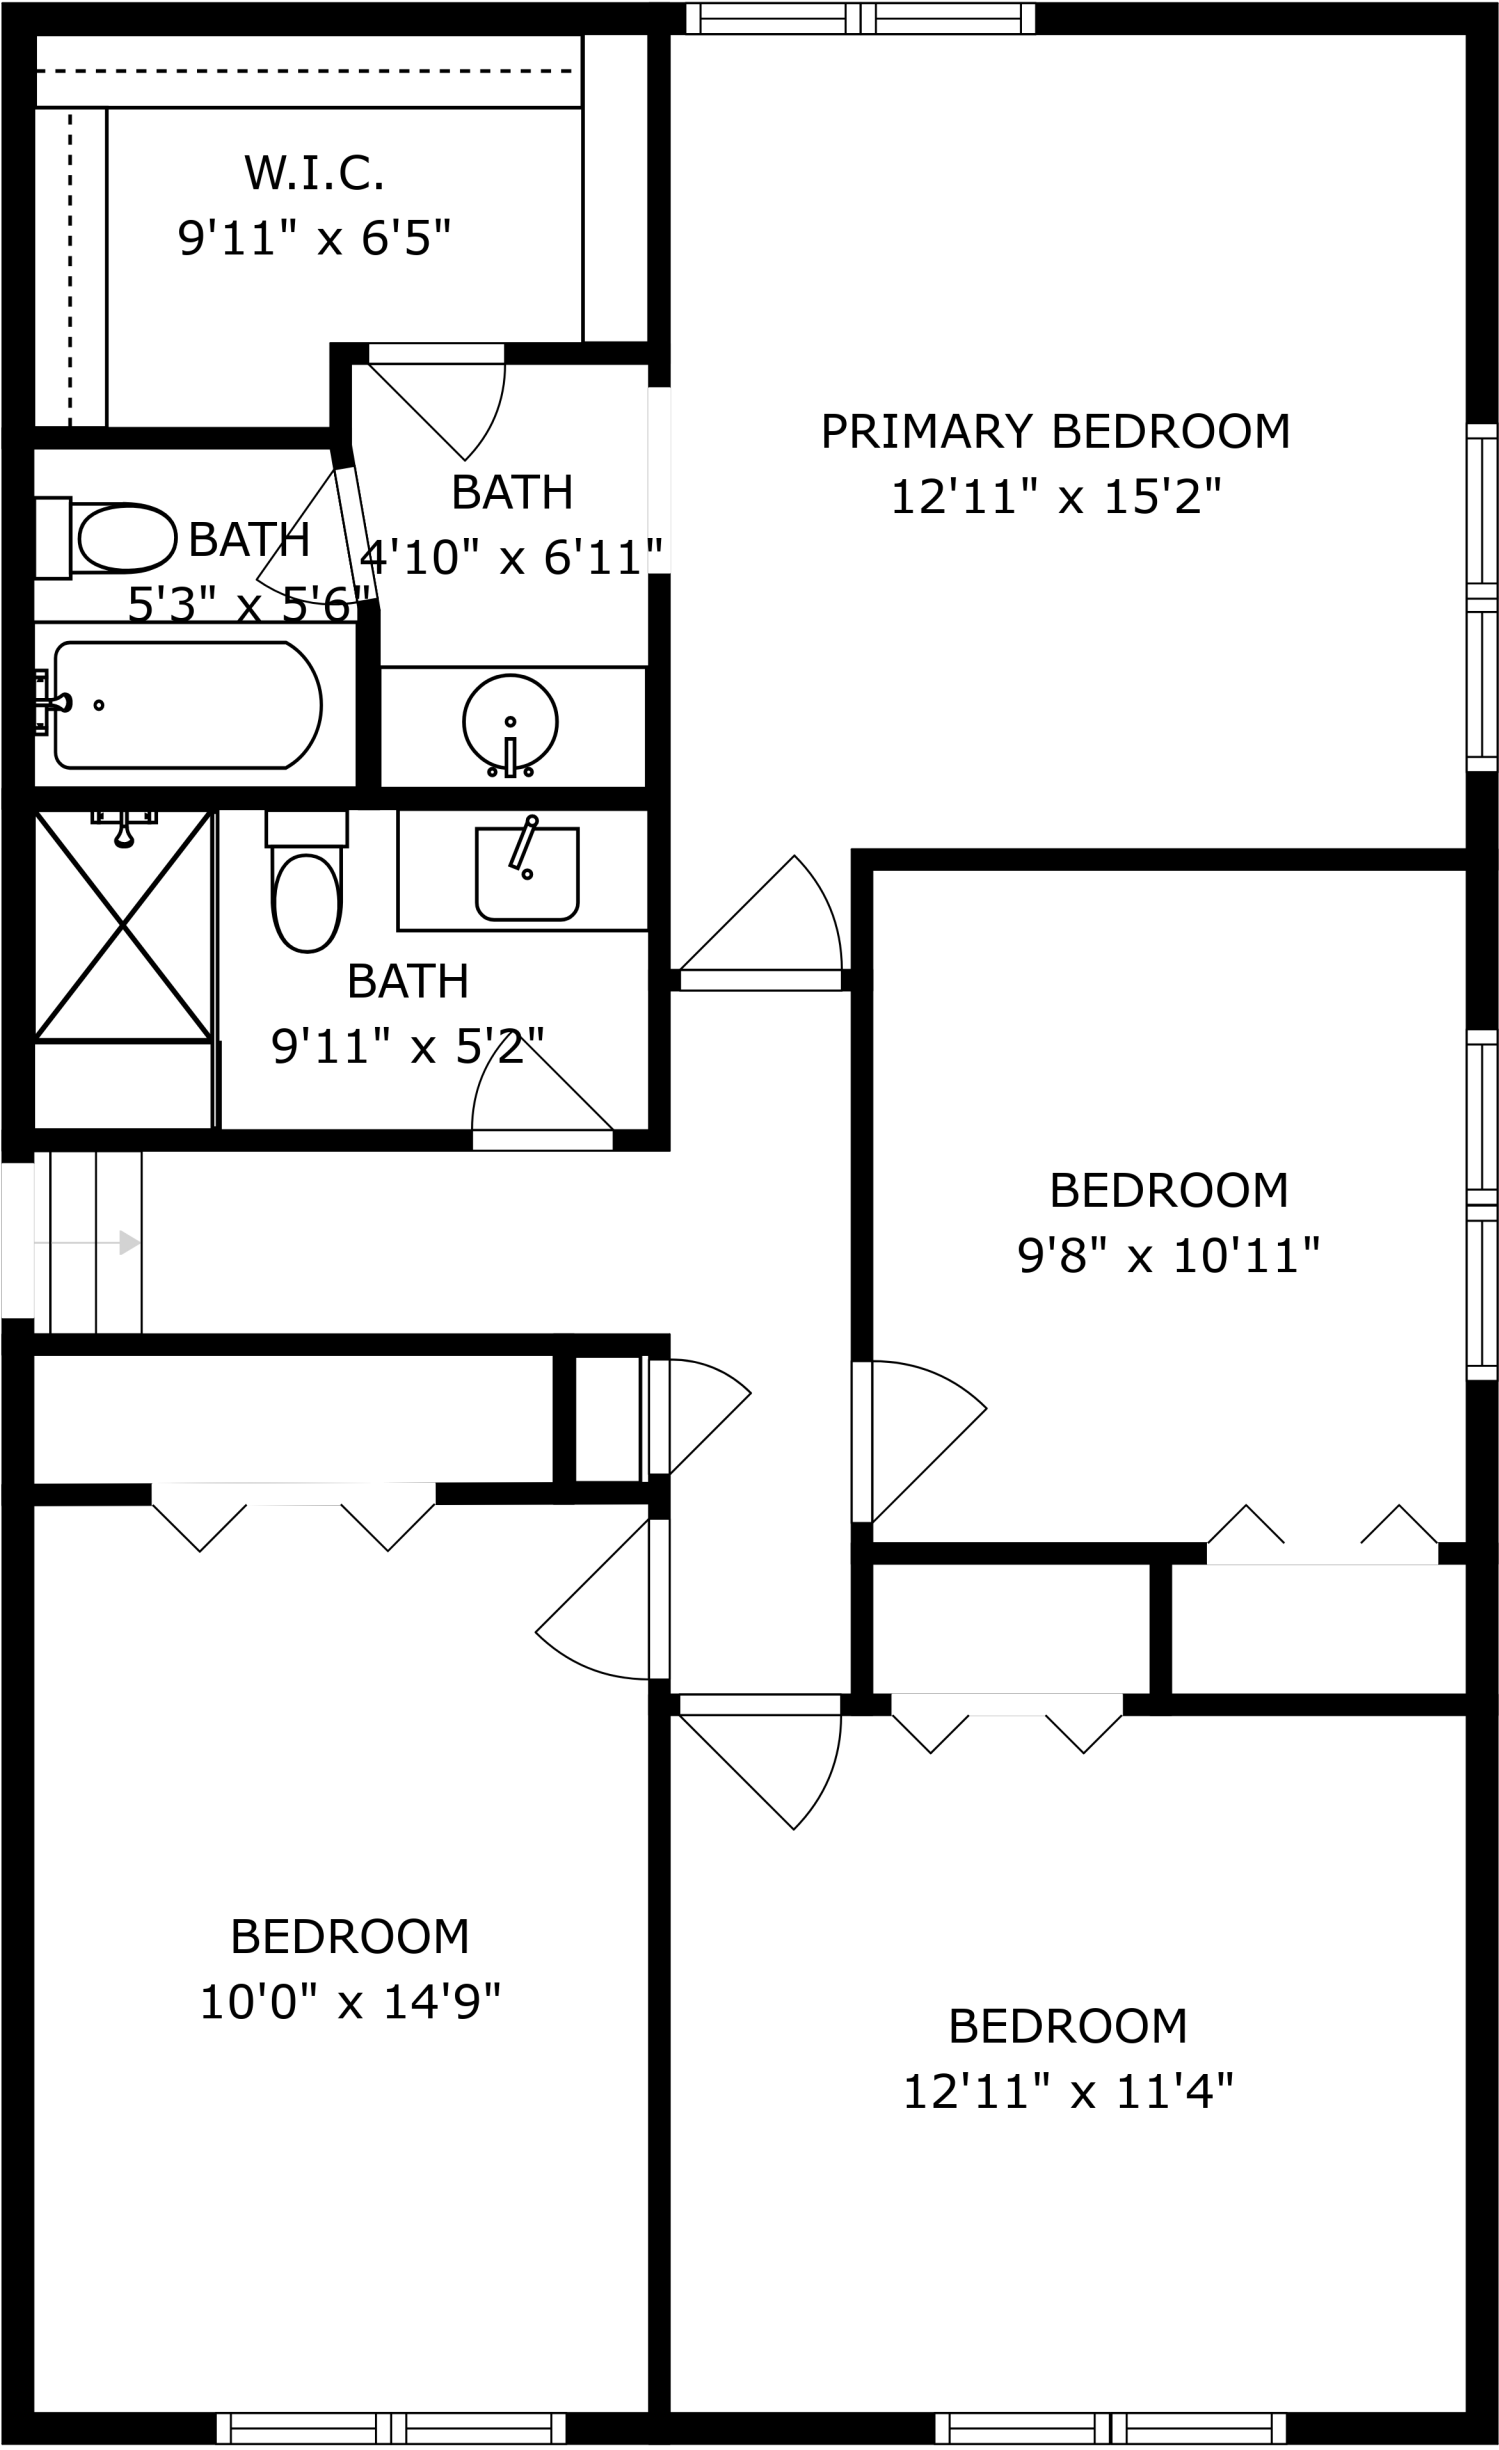 W.I.C.
9'11" x 6'5"
PRIMARY BEDROOM
12'11" x 15'2"
BATH
4'10" x 6'11"
BATH
5'3" x 5'6"
BATH
9'11" x 5'2"
BEDROOM
9'8" x 10'11"
BEDROOM
10'0" x 14'9"
BEDROOM
12'11" x 11'4"